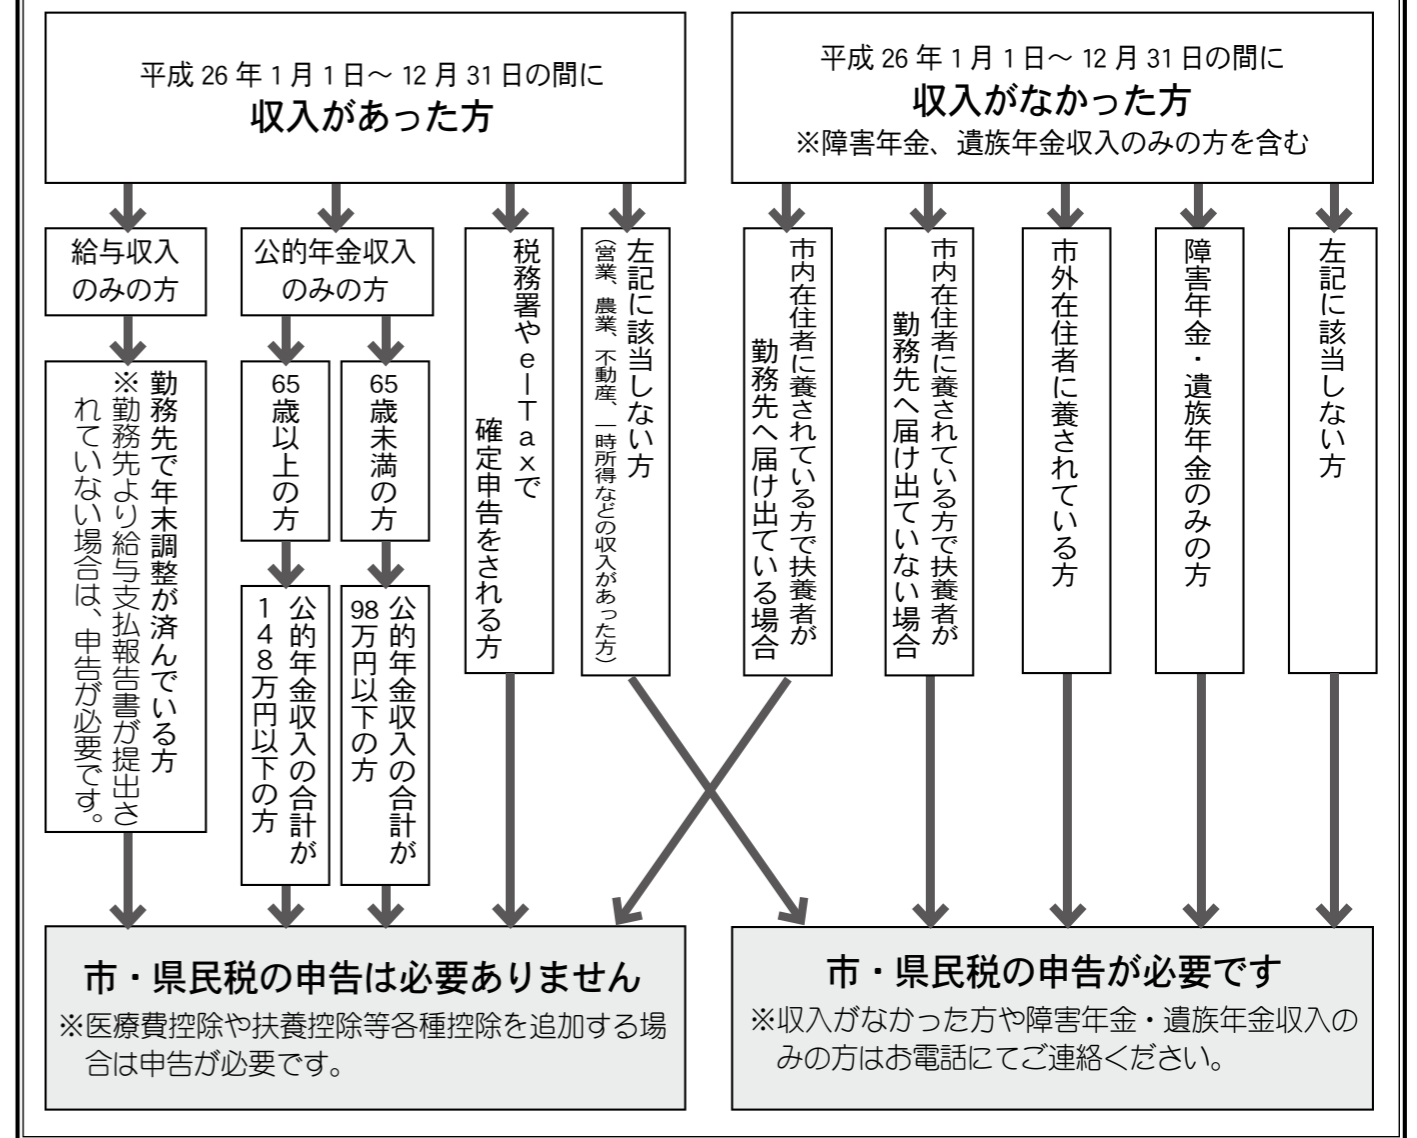 平成 26 年 1 月 1 日～ 12 月 31 日の間に
収入があった方
給与収入
のみの方
勤務先で年末調整が済んでいる方
※勤務先より給与支払報告書が提出さ
れていない場合は、申告が必要です。
公的年金収入
のみの方
65歳以上の方
公的年金収入の合計が
148万円以下の方
65歳未満の方
公的年金収入の合計が
98万円以下の方
税務署やelTaxで
確定申告をされる方
左記に該当しない方
（営業、農業、不動産、一時所得などの収入があった方）
平成 26 年 1 月 1 日～ 12 月 31 日の間に
収入がなかった方
※障害年金、遺族年金収入のみの方を含む
市内在住者に養されている方で扶養者が
勤務先へ届け出ている場合
市内在住者に養されている方で扶養者が
勤務先へ届け出ていない場合
市外在住者に養されている方
障害年金・遺族年金のみの方
左記に該当しない方
市・県民税の申告は必要ありません
※医療費控除や扶養控除等各種控除を追加する場
合は申告が必要です。
市・県民税の申告が必要です
※収入がなかった方や障害年金・遺族年金収入の
みの方はお電話にてご連絡ください。